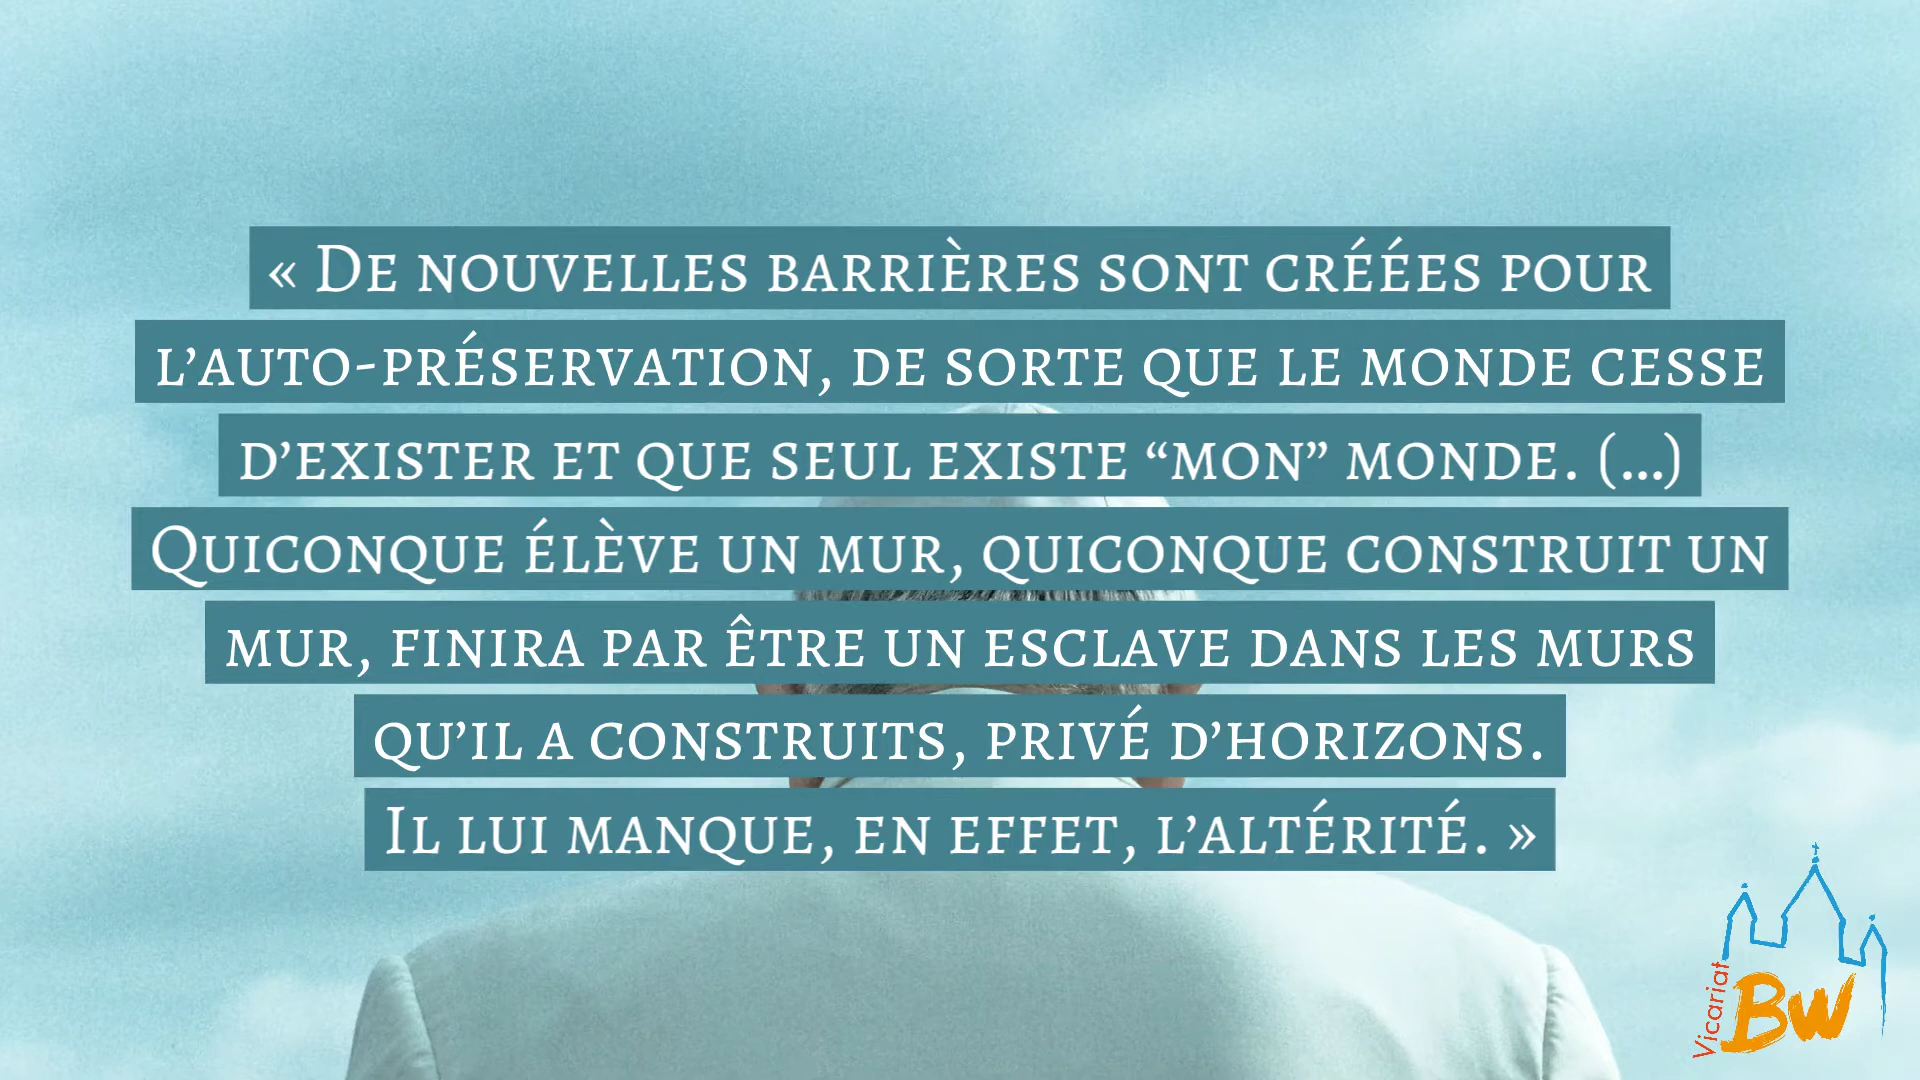 « De nouvelles barrières sont créées pour
l’auto-préservation, de sorte que le monde cesse
d’exister et que seul existe “mon” monde. (...)
Quiconque élève un mur, quiconque construit un
mur, finira par être un esclave dans les murs
qu’il a construits, privé d’horizons.
Il lui manque, en effet, l’altérité. »
Vicariat
BW